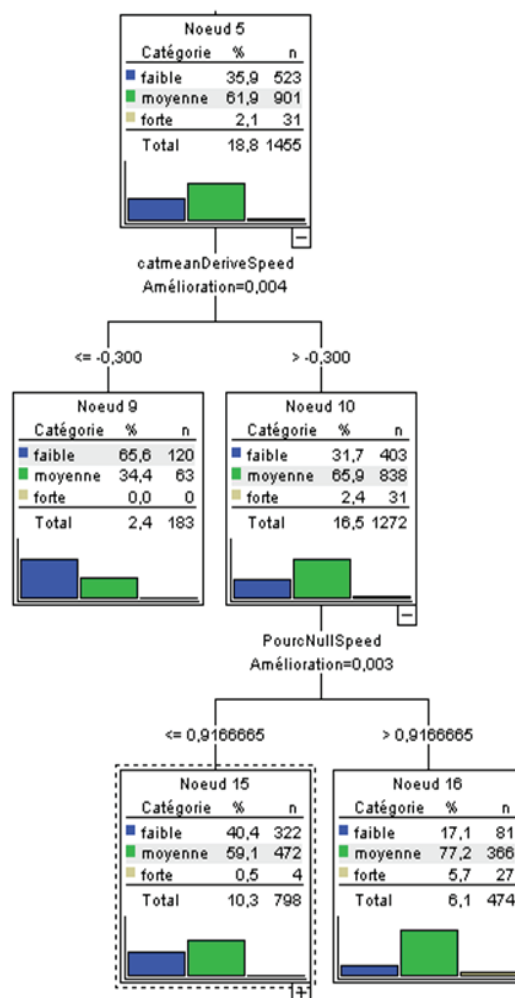 Noeud 5
Catégorie % n
faible 35,9 523
moyenne 61,9 901
forte 2,1 31
Total 18,8 1455
catmeanDeriveSpeed
Amélioration=0,004
<= -0,300 > -0,300
Noeud 9
Catégorie % n
faible 65,6 120
moyenne 34,4 63
forte 0,0 0
Total 2,4 183
Noeud 10
Catégorie % n
faible 31,7 403
moyenne 65,9 838
forte 2,4 31
Total 16,5 1272
PourcNullSpeed
Amélioration=0,003
<= 0,9166665 > 0,9166665
Noeud 15
Catégorie % n
faible 40,4 322
moyenne 59,1 472
forte 0,5 4
Total 10,3 798
Noeud 16
Catégorie % n
faible 17,1 81
moyenne 77,2 366
forte 5,7 27
Total 6,1 474